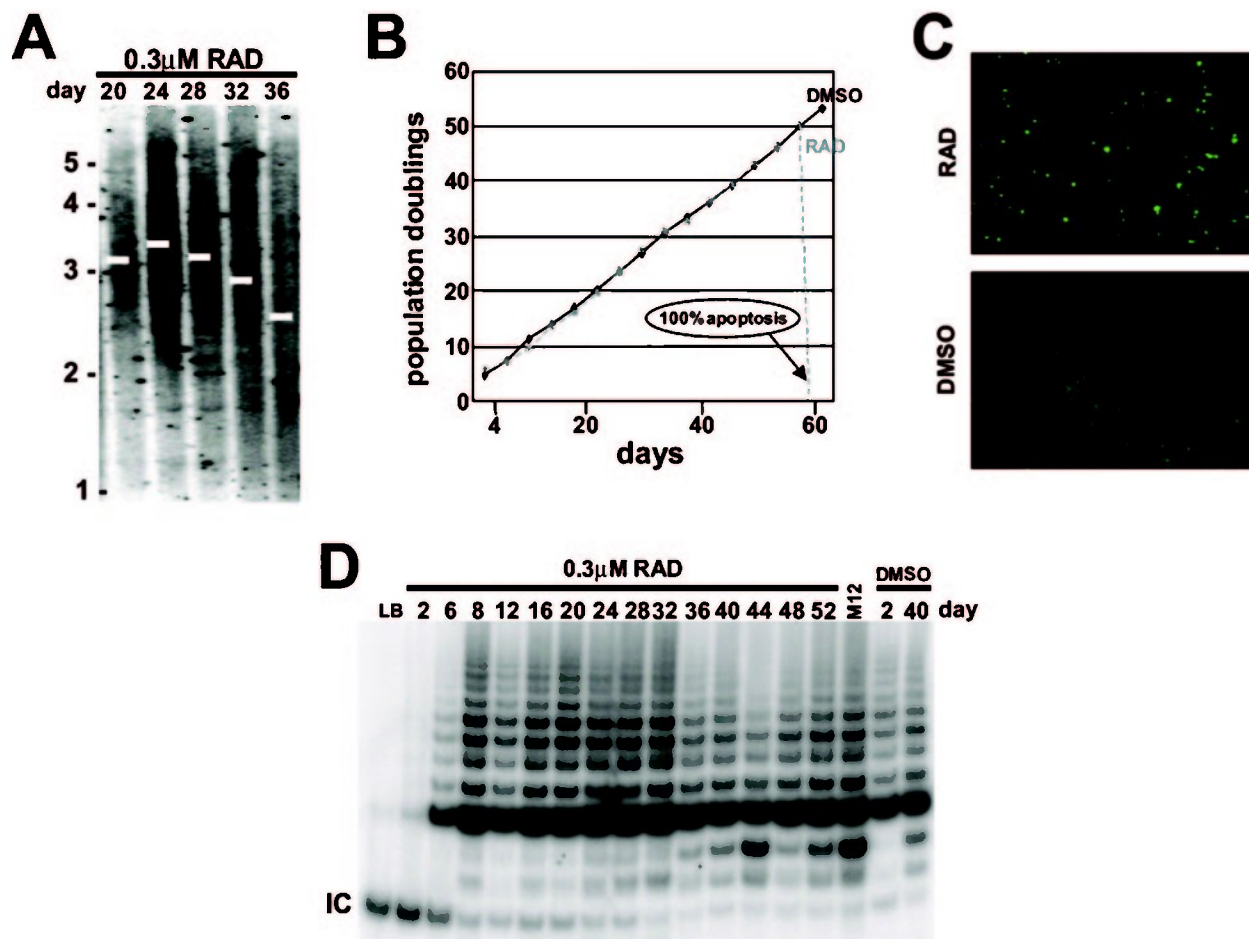 A
0.3μM RAD
day 20 24 28 32 36
5 -
4 -
3 -
2 -
1 -
B
population doublings
60
50
40
30
20
10
0
DMSO
RAD
100% apoptosis
4 20 40 60
days
C
RAD
DMSO
D
0.3μM RAD
DMSO
LB 2 6 8 12 16 20 24 28 32 36 40 44 48 52 M12 2 40 day
IC